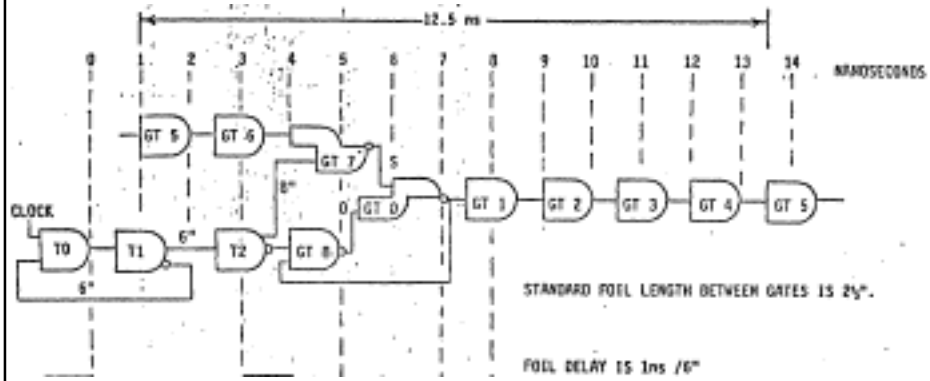 12.5 ns
0 1 2 3 4 5 6 7 8 9 10 11 12 13 14
NANOSECONDS
GT 5 GT 6
GT 7 S
8"
0 GT 0 GT 1 GT 2 GT 3 GT 4 GT 5
CLOCK
6"
T0 T1 T2 GT 8
6"
STANDARD FOIL LENGTH BETWEEN GATES IS 2½".
FOIL DELAY IS 1ns /6"